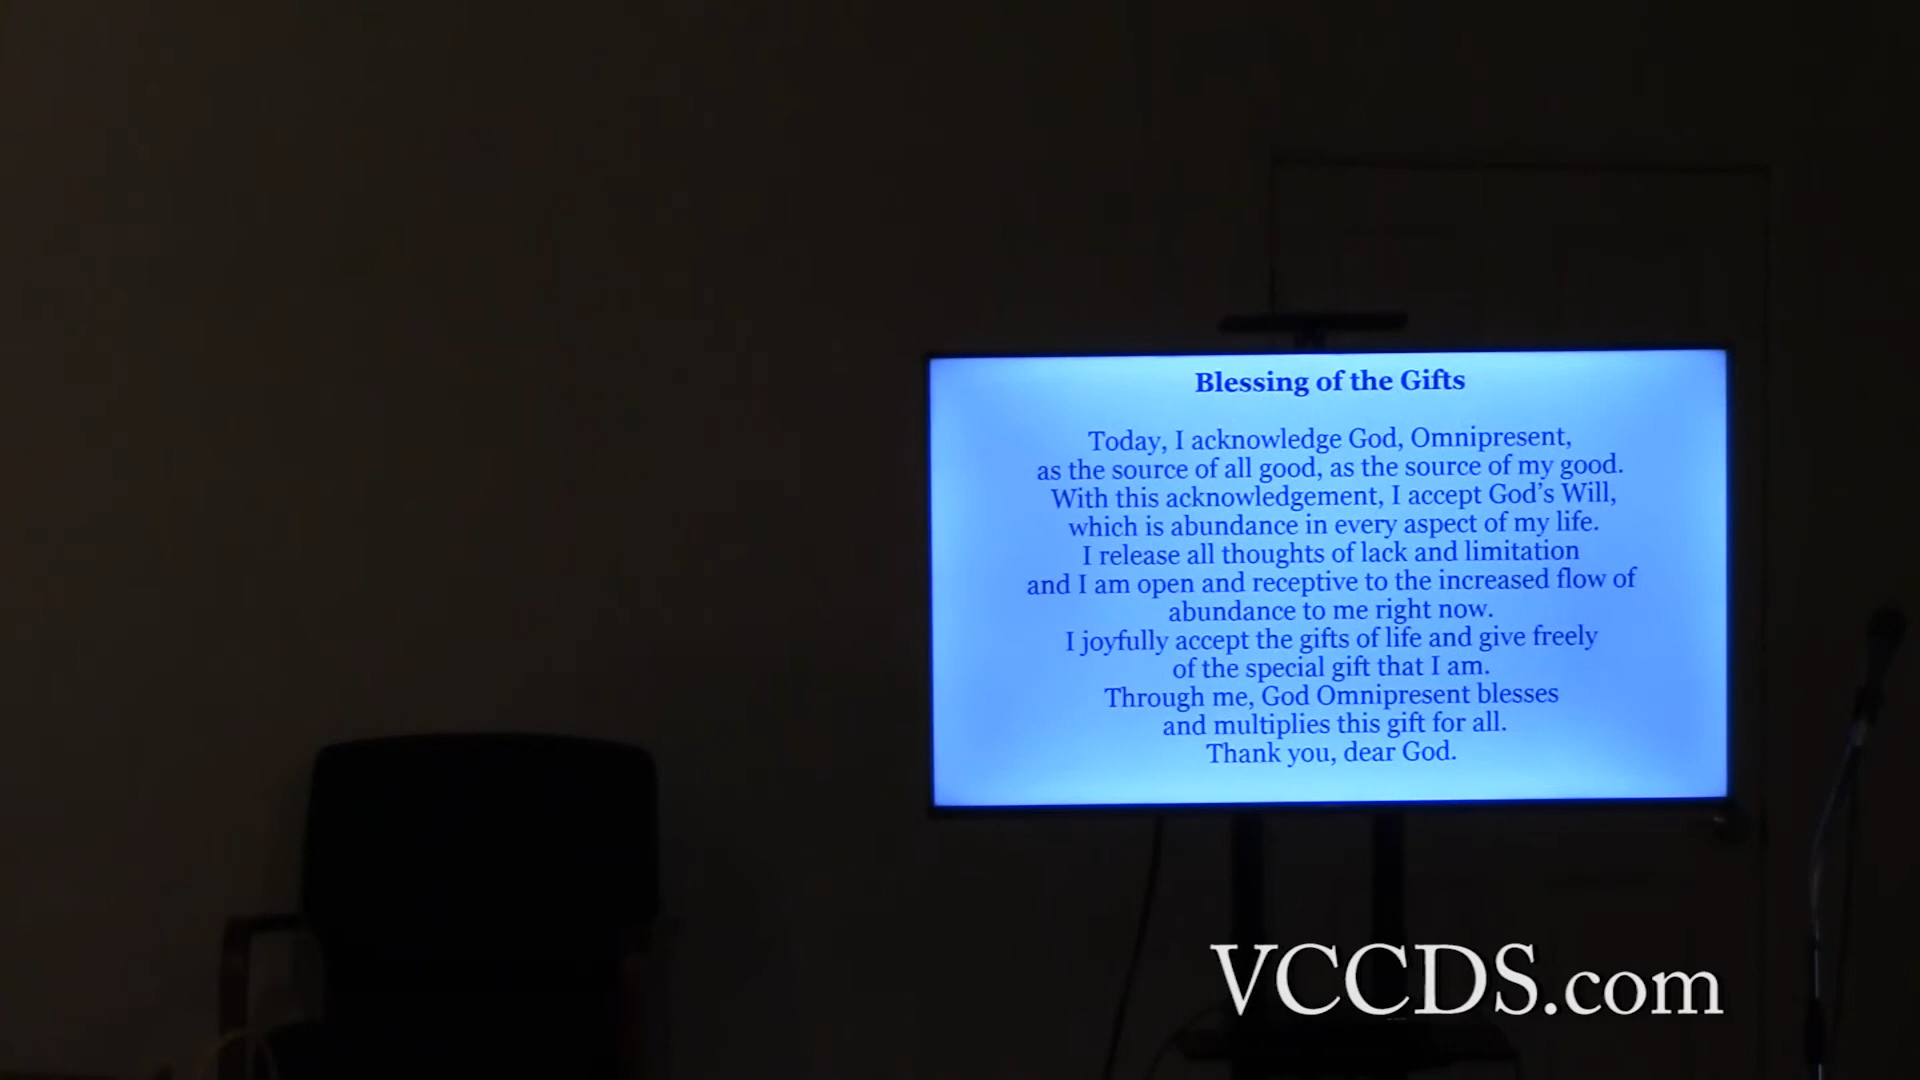 Blessing of the Gifts
Today, I acknowledge God, Omnipresent,
as the source of all good, as the source of my good.
With this acknowledgement, I accept God’s Will,
which is abundance in every aspect of my life.
I release all thoughts of lack and limitation
and I am open and receptive to the increased flow of
abundance to me right now.
I joyfully accept the gifts of life and give freely
of the special gift that I am.
Through me, God Omnipresent blesses
and multiplies this gift for all.
Thank you, dear God.
VCCDS.com